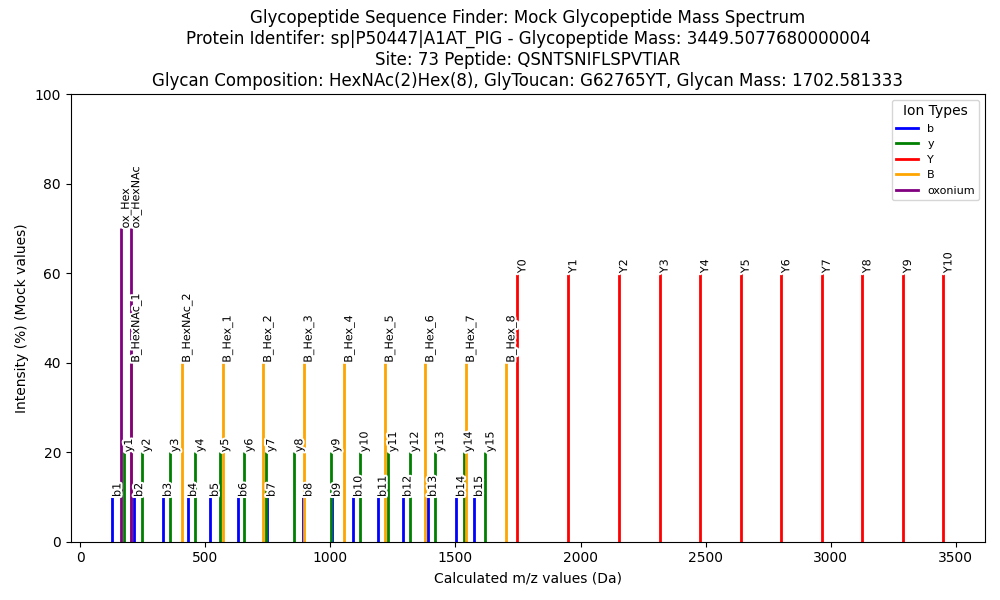 Glycopeptide Sequence Finder: Mock Glycopeptide Mass Spectrum
Protein Identifer: sp|P50447|A1AT_PIG - Glycopeptide Mass: 3449.5077680000004
Site: 73 Peptide: QSNTSNIFLSPVTIAR
Glycan Composition: HexNAc(2)Hex(8), GlyToucan: G62765YT, Glycan Mass: 1702.581333
Intensity (%) (Mock values)
100
80
60
40
20
0
Ion Types
b
y
Y
B
oxonium
ox_Hex
ox_HexNAc
Y0
Y1
Y2
Y3
Y4
Y5
Y6
Y7
Y8
Y9
Y10
B_HexNAc_1
B_HexNAc_2
B_Hex_1
B_Hex_2
B_Hex_3
B_Hex_4
B_Hex_5
B_Hex_6
B_Hex_7
B_Hex_8
y1
y2
y3
y4
y5
y6
y7
y8
y9
y10
y11
y12
y13
y14
y15
b1
b2
b3
b4
b5
b6
b7
b8
b9
b10
b11
b12
b13
b14
b15
0
500
1000
1500
2000
2500
3000
3500
Calculated m/z values (Da)